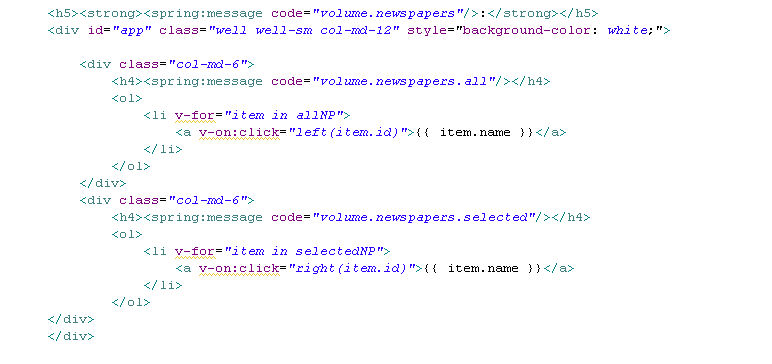 <h5><strong><spring:message code="volume.newspapers"/>:</strong></h5>
<div id="app" class="well well-sm col-md-12" style="background-color: white;">
<div class="col-md-6">
<h4><spring:message code="volume.newspapers.all"/></h4>
<ol>
<li v-for="item in allNP">
<a v-on:click="left(item.id)">{{ item.name }}</a>
</li>
</ol>
</div>
<div class="col-md-6">
<h4><spring:message code="volume.newspapers.selected"/></h4>
<ol>
<li v-for="item in selectedNP">
<a v-on:click="right(item.id)">{{ item.name }}</a>
</li>
</ol>
</div>
</div>